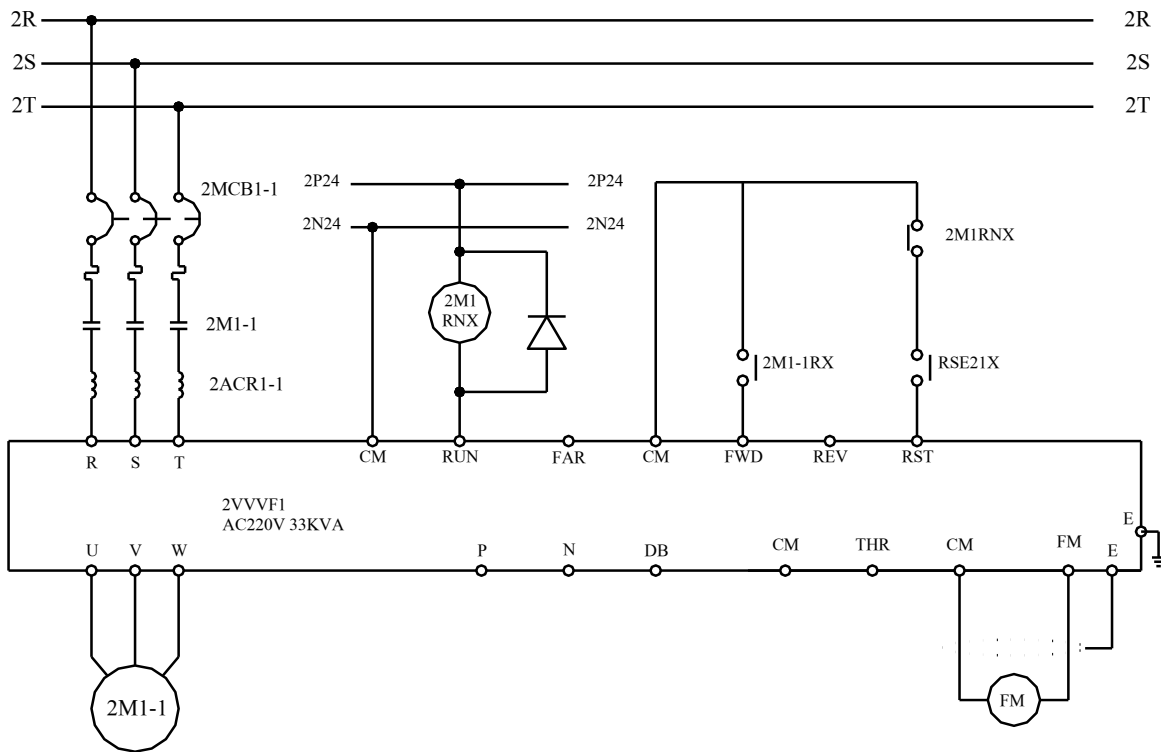 2R 2R
2S 2S
2T 2T
2MCB1-1 2P24 2P24
2N24 2N24 2M1RNX
2M1
RNX
2M1-1
2M1-1RX RSE21X
2ACR1-1
R S T CM RUN FAR CM FWD REV RST
2VVVF1
AC220V 33KVA
E
U V W P N DB CM THR CM FM E
2M1-1 FM